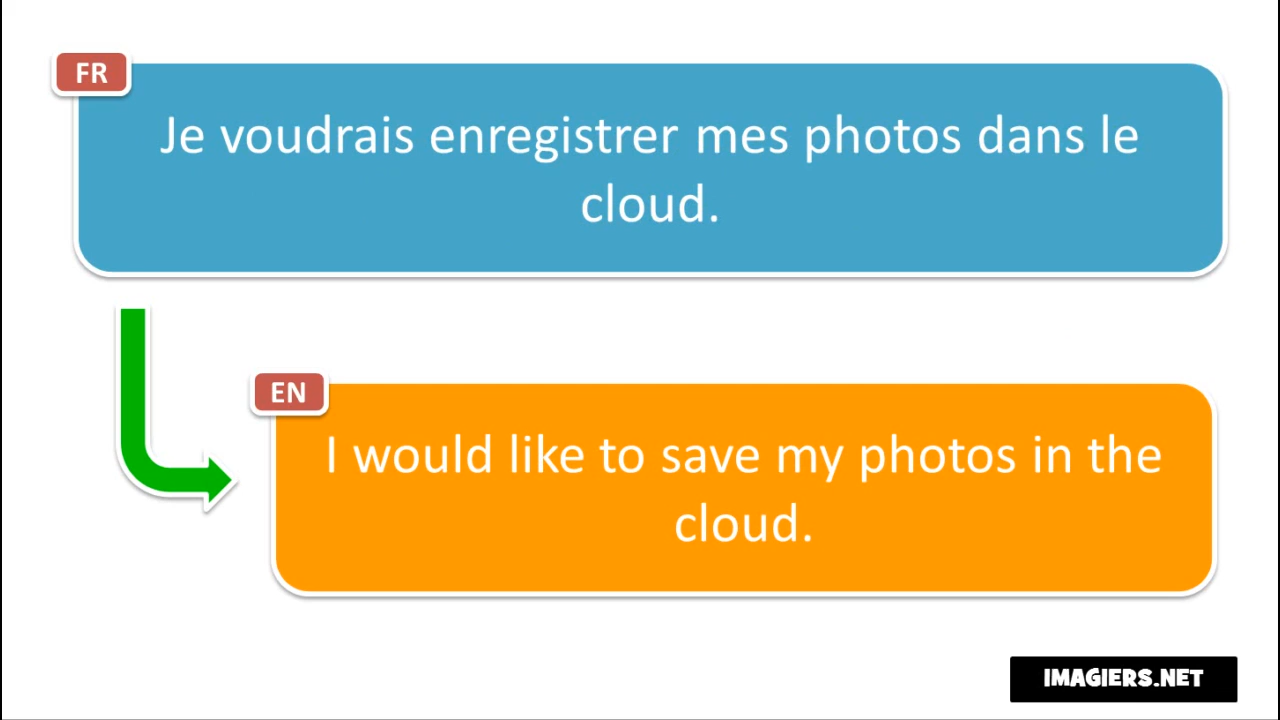 FR
Je voudrais enregistrer mes photos dans le
cloud.
EN
I would like to save my photos in the
cloud.
IMAGIERS.NET